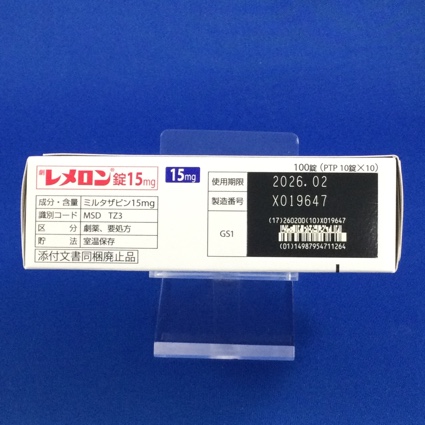 劇 レメロン®錠15mg 15mg
100錠（PTP 10錠×10）
成分・含量 ミルタザピン15mg
識別コード MSD TZ3
区分 劇薬、要処方
貯法 室温保存
添付文書同梱廃止品
使用期限 2026.02
製造番号 X019647
GS1
(17)260200(10)X019647
(01)14987954711264